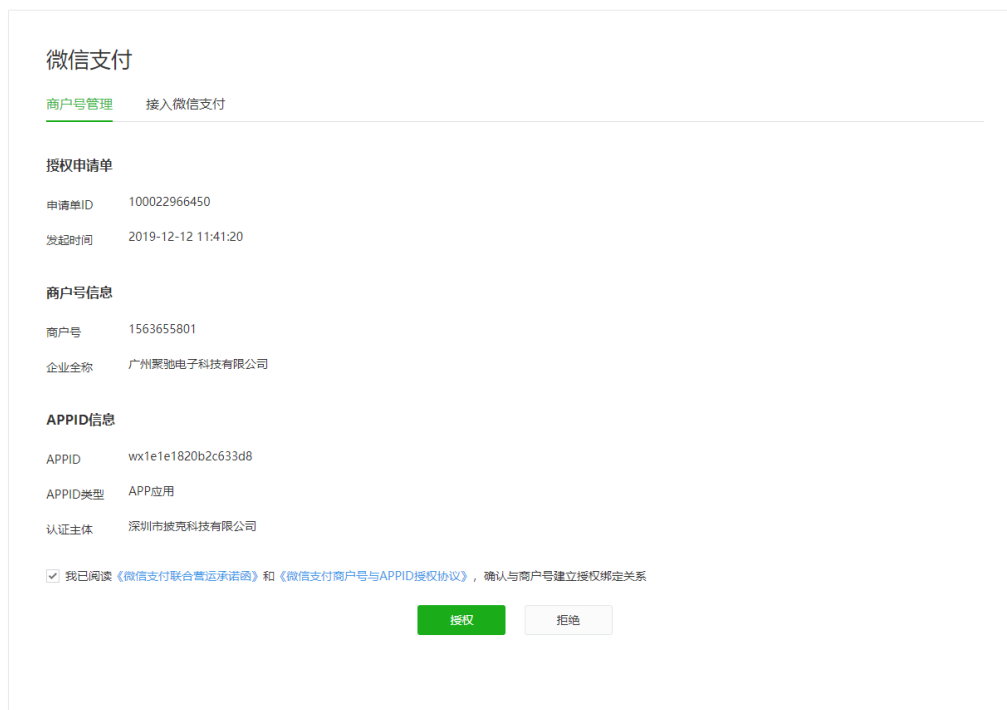 微信支付
商户号管理 接入微信支付
授权申请单
申请单ID 100022966450
发起时间 2019-12-12 11:41:20
商户号信息
商户号 1563655801
企业全称 广州聚驰电子科技有限公司
APPID信息
APPID wx1e1e1820b2c633d8
APPID类型 APP应用
认证主体 深圳市披克科技有限公司
我已阅读《微信支付联合营运承诺函》和《微信支付商户号与APPID授权协议》，确认与商户号建立授权绑定关系
授权 拒绝